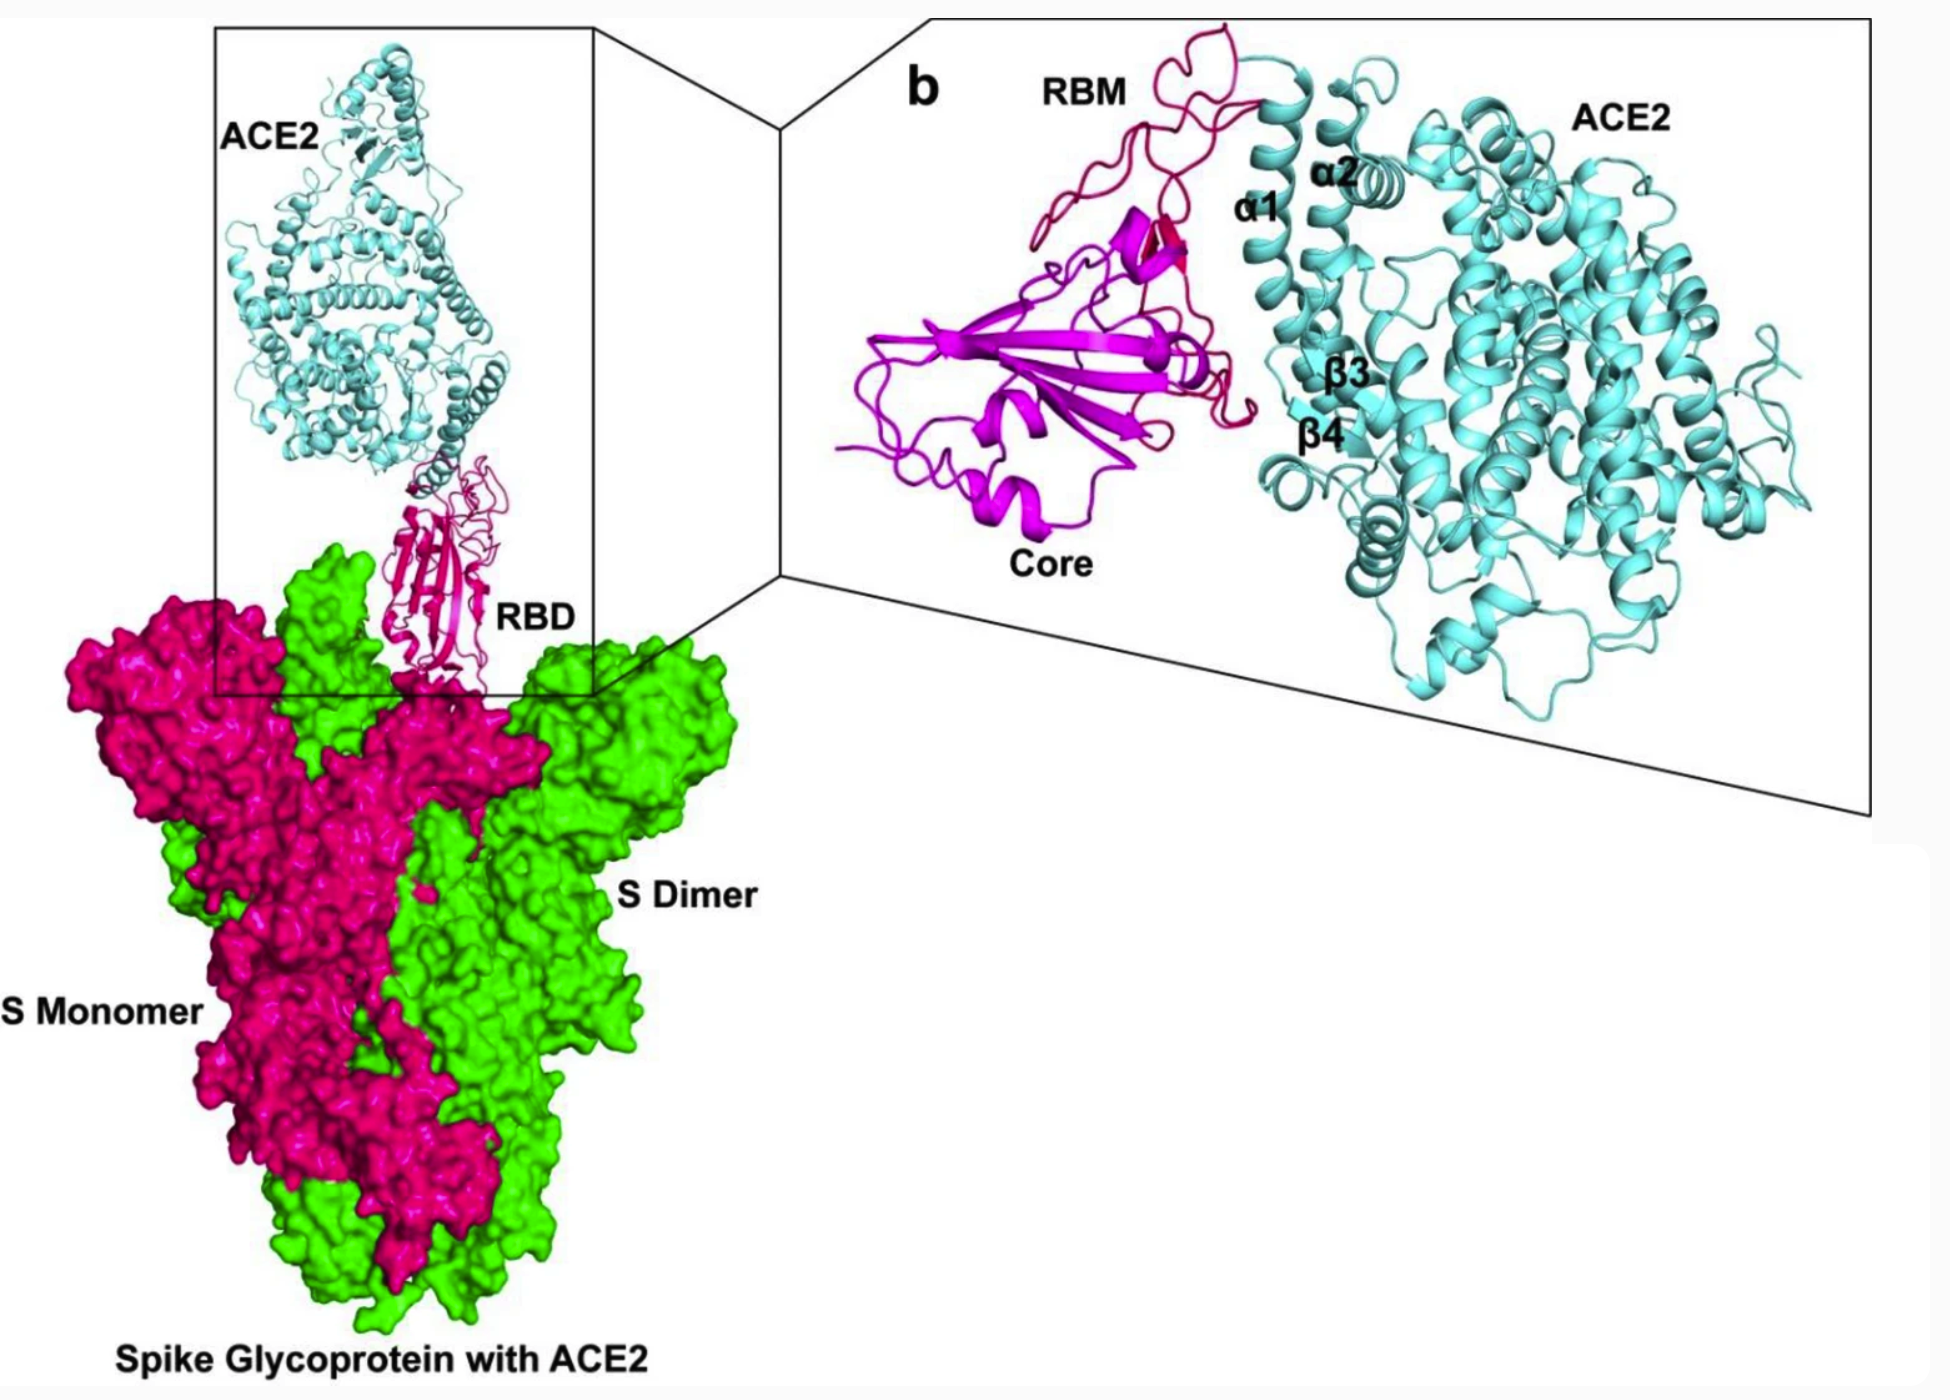 b
RBM
ACE2
ACE2
α2
α1
β3
β4
Core
RBD
S Dimer
S Monomer
Spike Glycoprotein with ACE2